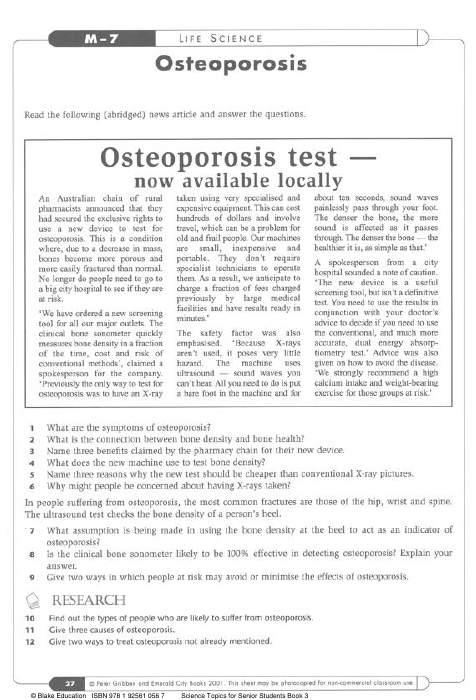 M–7 LIFE SCIENCE
Osteoporosis
Read the following (abridged) news article and answer the questions.
Osteoporosis test —
now available locally
An Australian chain of rural
pharmacists announced that they
had secured the exclusive rights to
use a new device to test for
osteoporosis. This is a condition
where, due to a decrease in mass,
bones become more porous and
more easily fractured than normal.
No longer do people need to go to
a big city hospital to see if they are
at risk.
'We have ordered a new screening
tool for all our major outlets. The
clinical bone sonometer quickly
measures bone density in a fraction
of the time, cost and risk of
conventional methods', claimed a
spokesperson for the company.
'Previously the only way to test for
osteoporosis was to have an X-ray
taken using very specialised and
expensive equipment. This can cost
hundreds of dollars and involve
travel, which can be a problem for
old and frail people. Our machines
are small, inexpensive and
portable. They don't require
specialist technicians to operate
them. As a result, we anticipate to
charge a fraction of fees charged
previously by large medical
facilities and have results ready in
minutes.'
The safety factor was also
emphasised. 'Because X-rays
aren't used, it poses very little
hazard. The machine uses
ultrasound — sound waves you
can't hear. All you need to do is put
a bare foot in the machine and for
about ten seconds, sound waves
painlessly pass through your foot.
The denser the bone, the more
sound is affected as it passes
through. The denser the bone — the
healthier it is, as simple as that.'
A spokesperson from a city
hospital sounded a note of caution.
'The new device is a useful
screening tool, but isn't a definitive
test. You need to use the results in
conjunction with your doctor's
advice to decide if you need to use
the conventional, and much more
accurate, dual energy absorp-
tiometry test.' Advice was also
given on how to avoid the disease.
'We strongly recommend a high
calcium intake and weight-bearing
exercise for those groups at risk.'
1 What are the symptoms of osteoporosis?
2 What is the connection between bone density and bone health?
3 Name three benefits claimed by the pharmacy chain for their new device.
4 What does the new machine use to test bone density?
5 Name three reasons why the new test should be cheaper than conventional X-ray pictures.
6 Why might people be concerned about having X-rays taken?
In people suffering from osteoporosis, the most common fractures are those of the hip, wrist and spine.
The ultrasound test checks the bone density of a person's heel.
7 What assumption is being made in using the bone density at the heel to act as an indicator of
osteoporosis?
8 Is the clinical bone sonometer likely to be 100% effective in detecting osteoporosis? Explain your
answer.
9 Give two ways in which people at risk may avoid or minimise the effects of osteoporosis.
RESEARCH
10 Find out the types of people who are likely to suffer from osteoporosis.
11 Give three causes of osteoporosis.
12 Give two ways to treat osteoporosis not already mentioned.
27 © Peter Gribben and Emerald City Books 2001. This sheet may be photocopied for non-commercial classroom use.
© Blake Education ISBN 978 1 92561 056 7 Science Topics for Senior Students Book 3